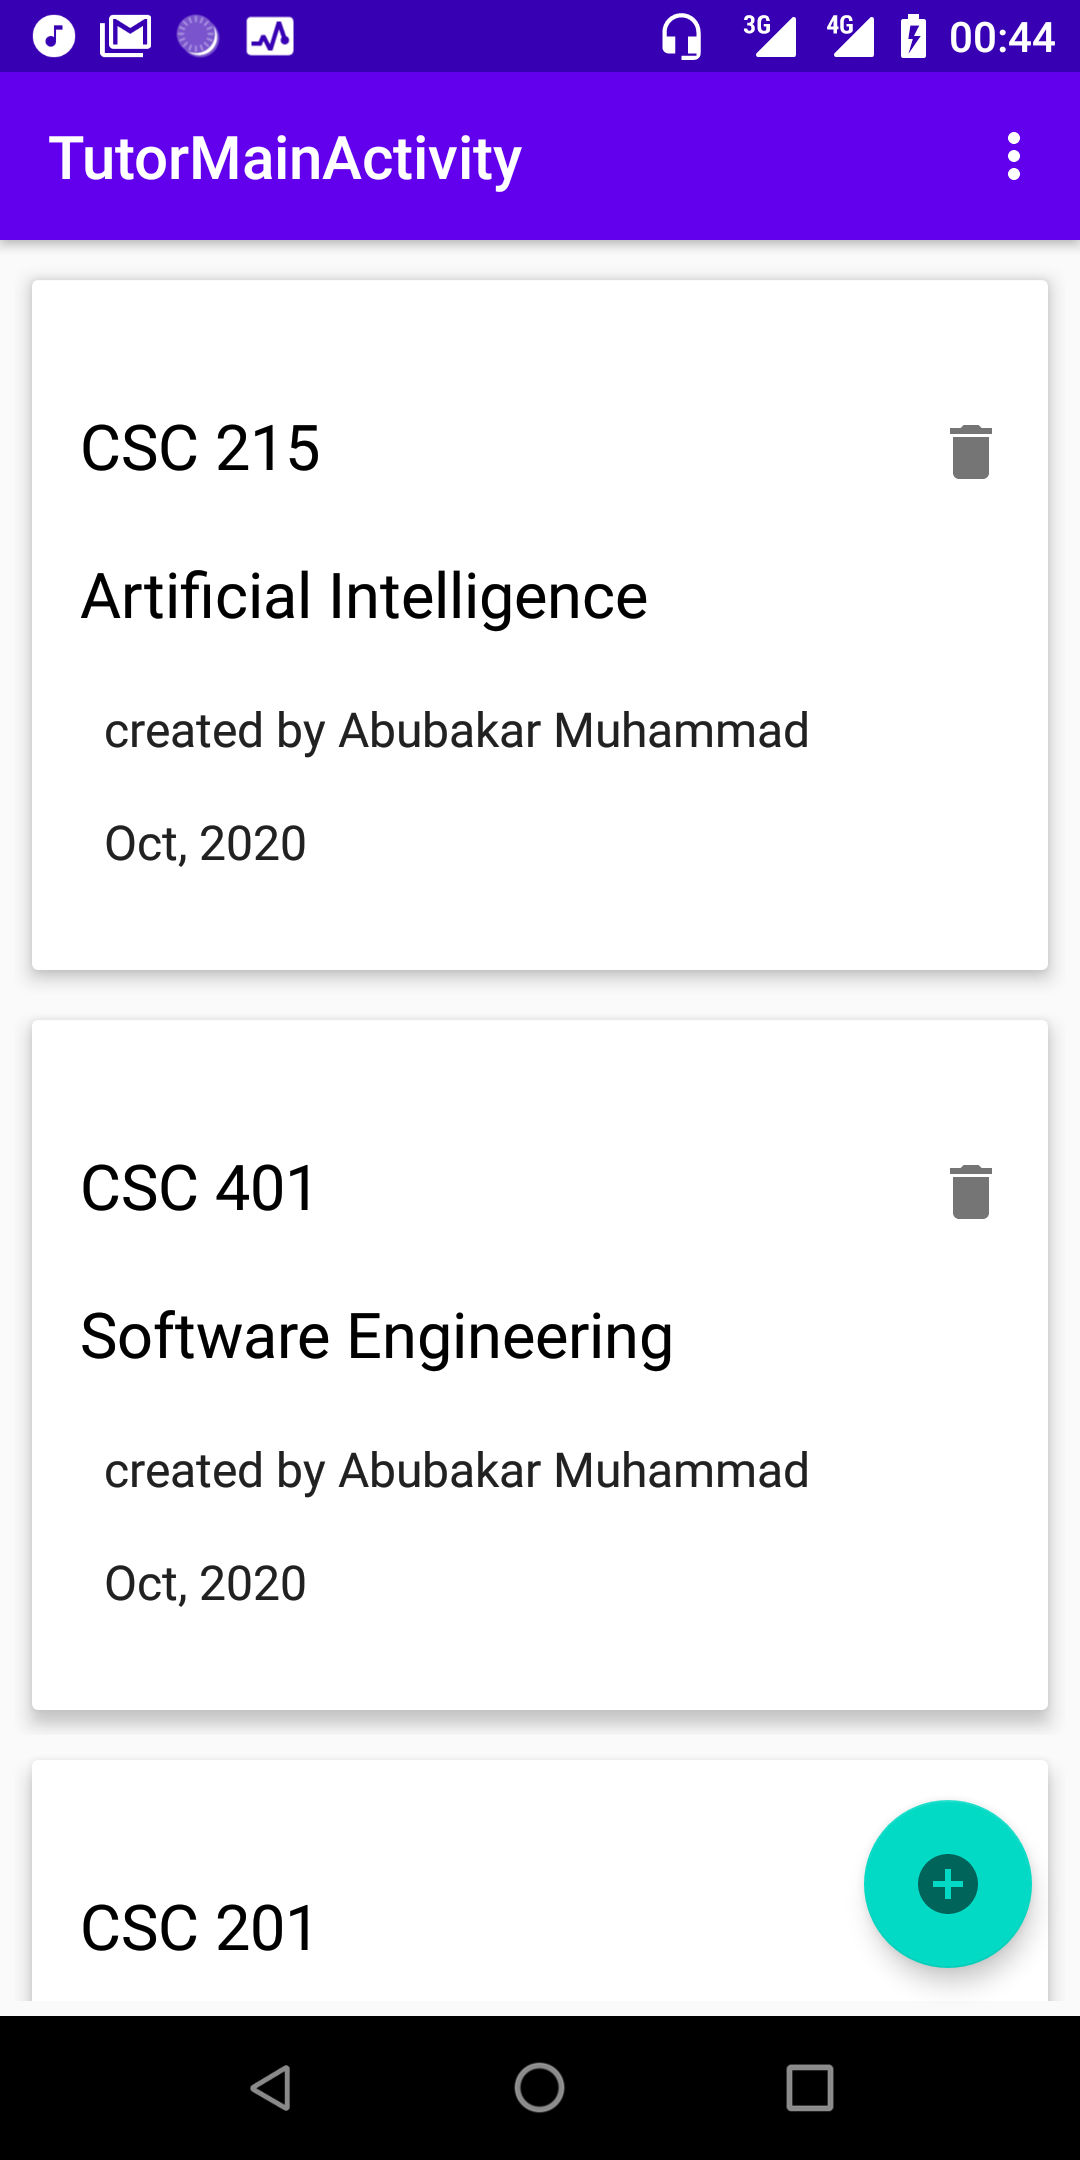 3G 4G 00:44
TutorMainActivity
CSC 215
Artificial Intelligence
created by Abubakar Muhammad
Oct, 2020
CSC 401
Software Engineering
created by Abubakar Muhammad
Oct, 2020
CSC 201